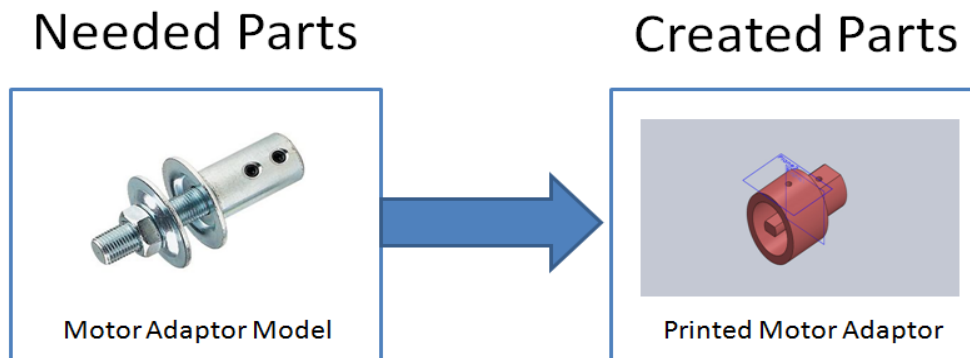 Needed Parts
Created Parts
Motor Adaptor Model
Printed Motor Adaptor